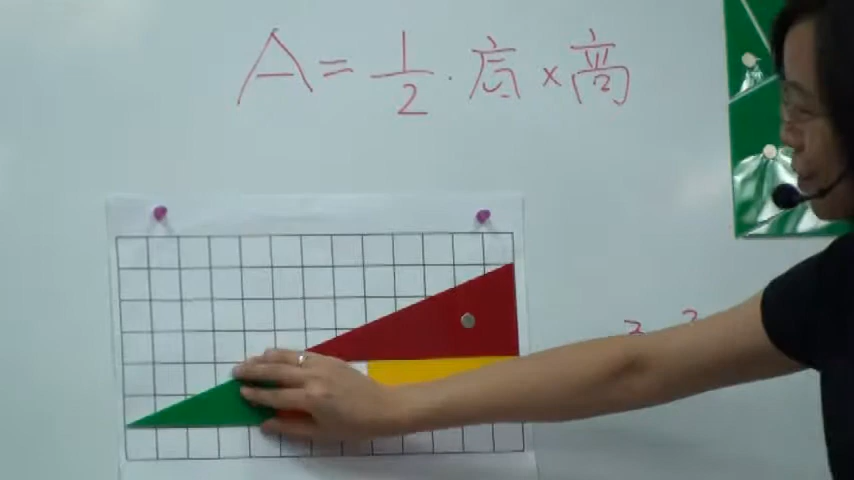 A = 1/2 · 底 × 高